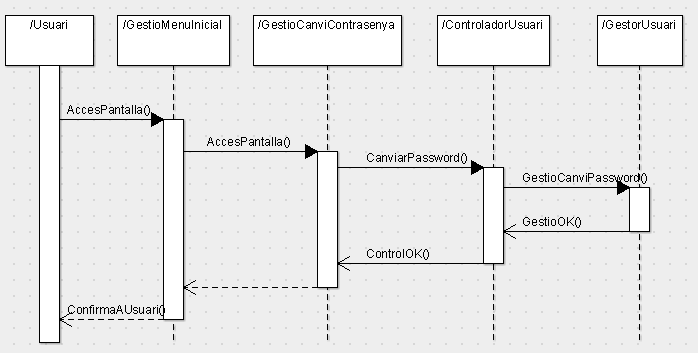 /Usuari
/GestioMenuInicial
/GestioCanviContrasenya
/ControladorUsuari
/GestorUsuari
AccesPantalla()
AccesPantalla()
CanviarPassword()
GestioCanviPassword()
GestioOK()
ControlOK()
ConfirmaAUsuari()